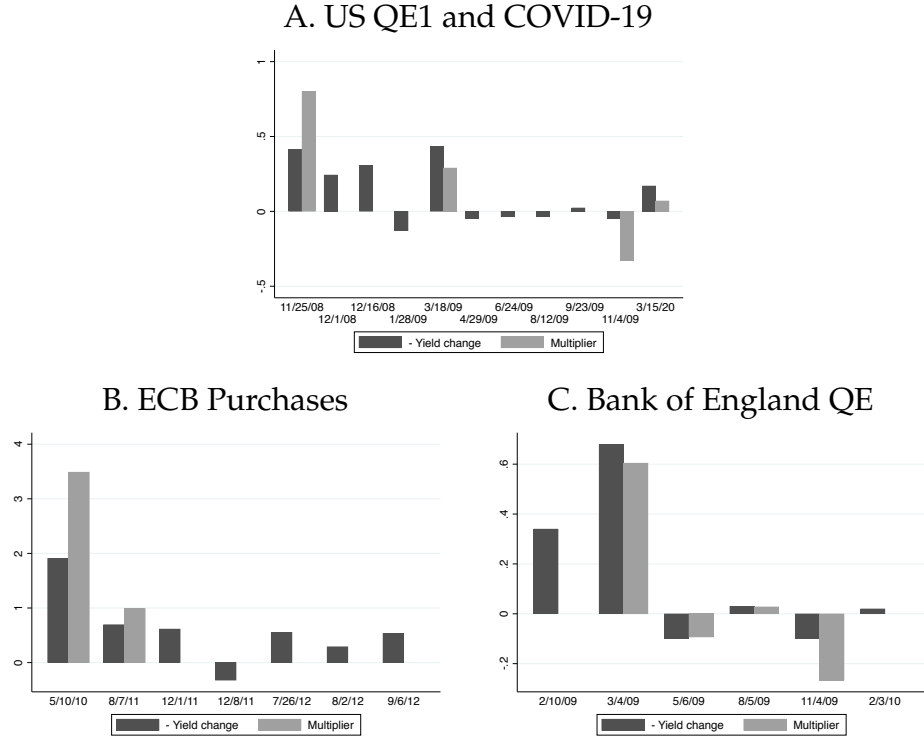 A. US QE1 and COVID-19
1
.5
0
-.5
11/25/08 12/16/08 3/18/09 6/24/09 9/23/09 3/15/20
12/1/08 1/28/09 4/29/09 8/12/09 11/4/09
- Yield change Multiplier
B. ECB Purchases
4
3
2
1
0
5/10/10 8/7/11 12/1/11 12/8/11 7/26/12 8/2/12 9/6/12
- Yield change Multiplier
C. Bank of England QE
.6
.4
.2
0
-.2
2/10/09 3/4/09 5/6/09 8/5/09 11/4/09 2/3/10
- Yield change Multiplier